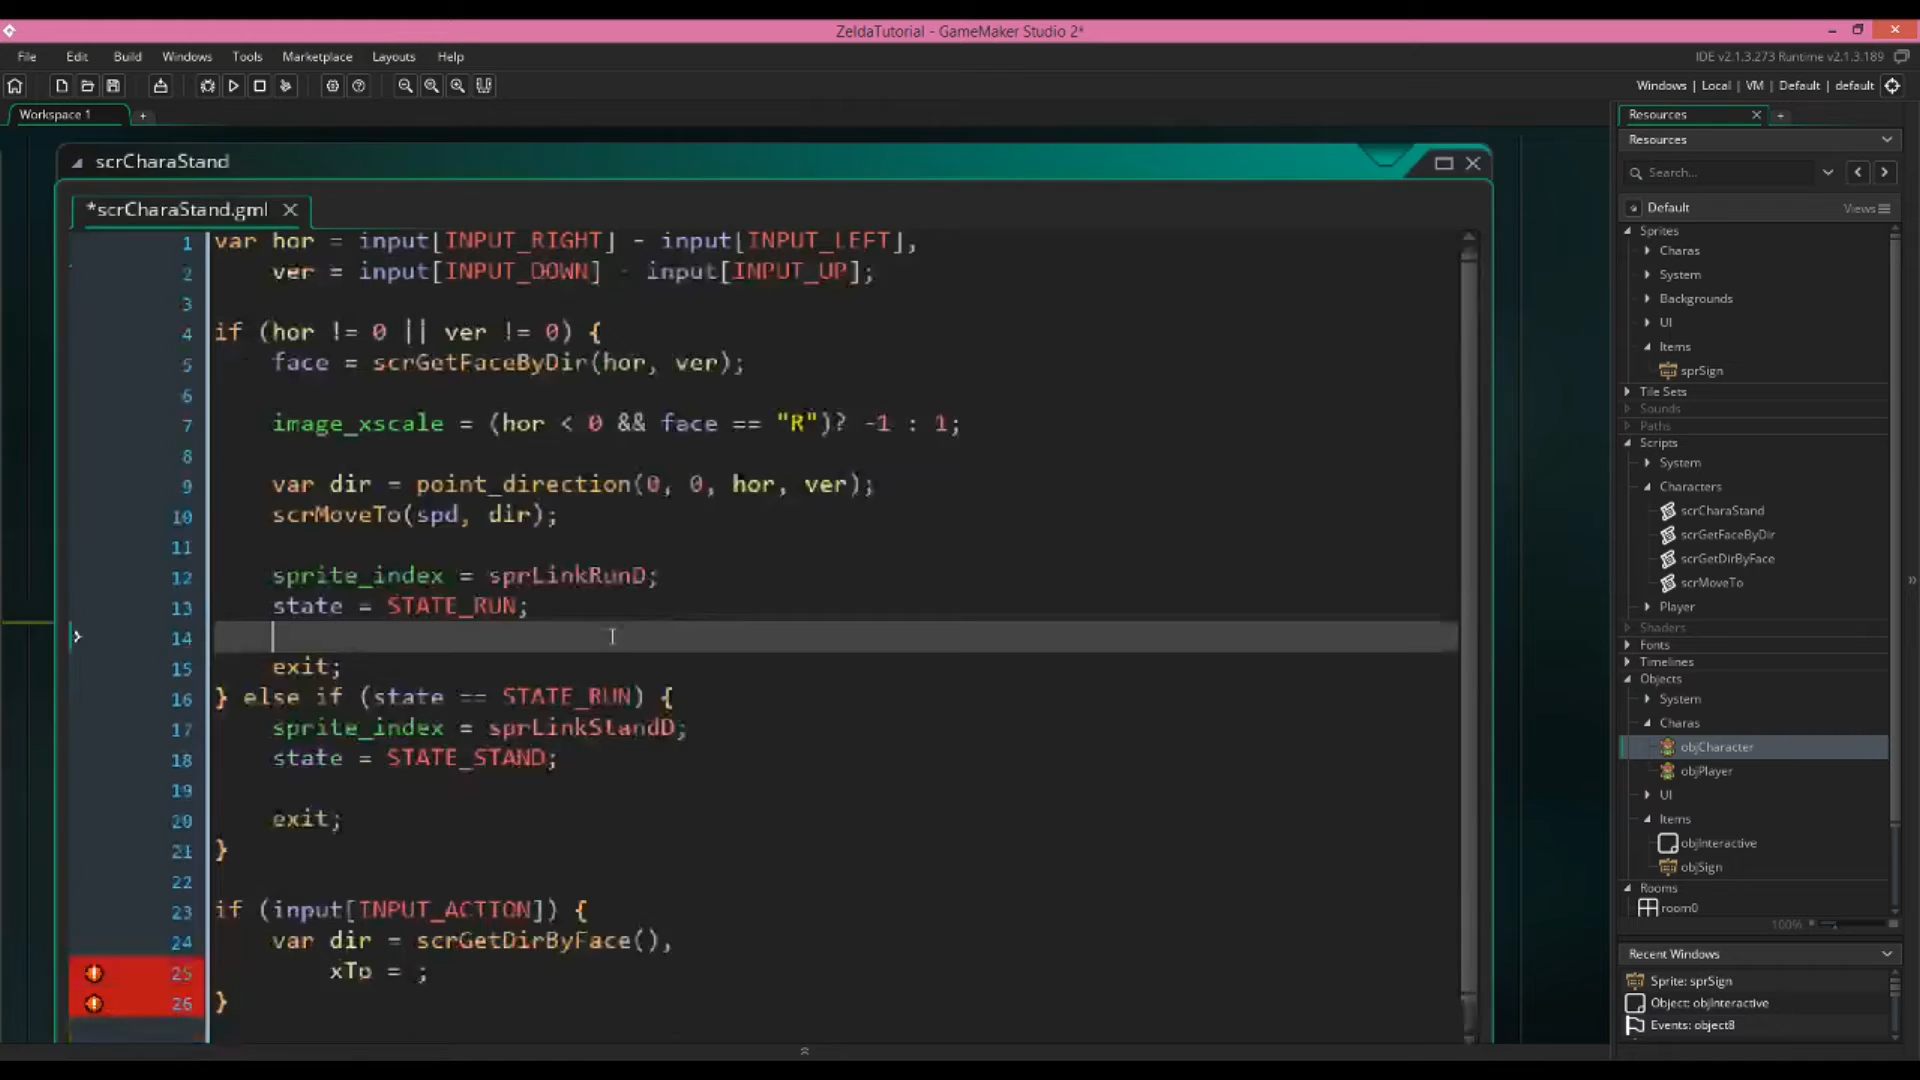 ZeldaTutorial - GameMaker Studio 2*
File Edit Build Windows Tools Marketplace Layouts Help
IDE v2.1.3.273 Runtime v2.1.3.189
Windows | Local | VM | Default | default
Workspace 1
scrCharaStand
*scrCharaStand.gml
1 var hor = input[INPUT_RIGHT] - input[INPUT_LEFT],
2 ver = input[INPUT_DOWN] - input[INPUT_UP];
3
4 if (hor != 0 || ver != 0) {
5 face = scrGetFaceByDir(hor, ver);
6
7 image_xscale = (hor < 0 && face == "R")? -1 : 1;
8
9 var dir = point_direction(0, 0, hor, ver);
10 scrMoveTo(spd, dir);
11
12 sprite_index = sprLinkRunD;
13 state = STATE_RUN;
14
15 exit;
16 } else if (state == STATE_RUN) {
17 sprite_index = sprLinkStandD;
18 state = STATE_STAND;
19
20 exit;
21 }
22
23 if (input[INPUT_ACTION]) {
24 var dir = scrGetDirByFace(),
25 xTo = ;
26 }
Resources
Resources
Search...
Default Views
Sprites
Charas
System
Backgrounds
UI
Items
sprSign
Tile Sets
Sounds
Paths
Scripts
System
Characters
scrCharaStand
scrGetFaceByDir
scrGetDirByFace
scrMoveTo
Player
Shaders
Fonts
Timelines
Objects
System
Charas
objCharacter
objPlayer
UI
Items
objInteractive
objSign
Rooms
room0
100%
Recent Windows
Sprite: sprSign
Object: objInteractive
Events: object8